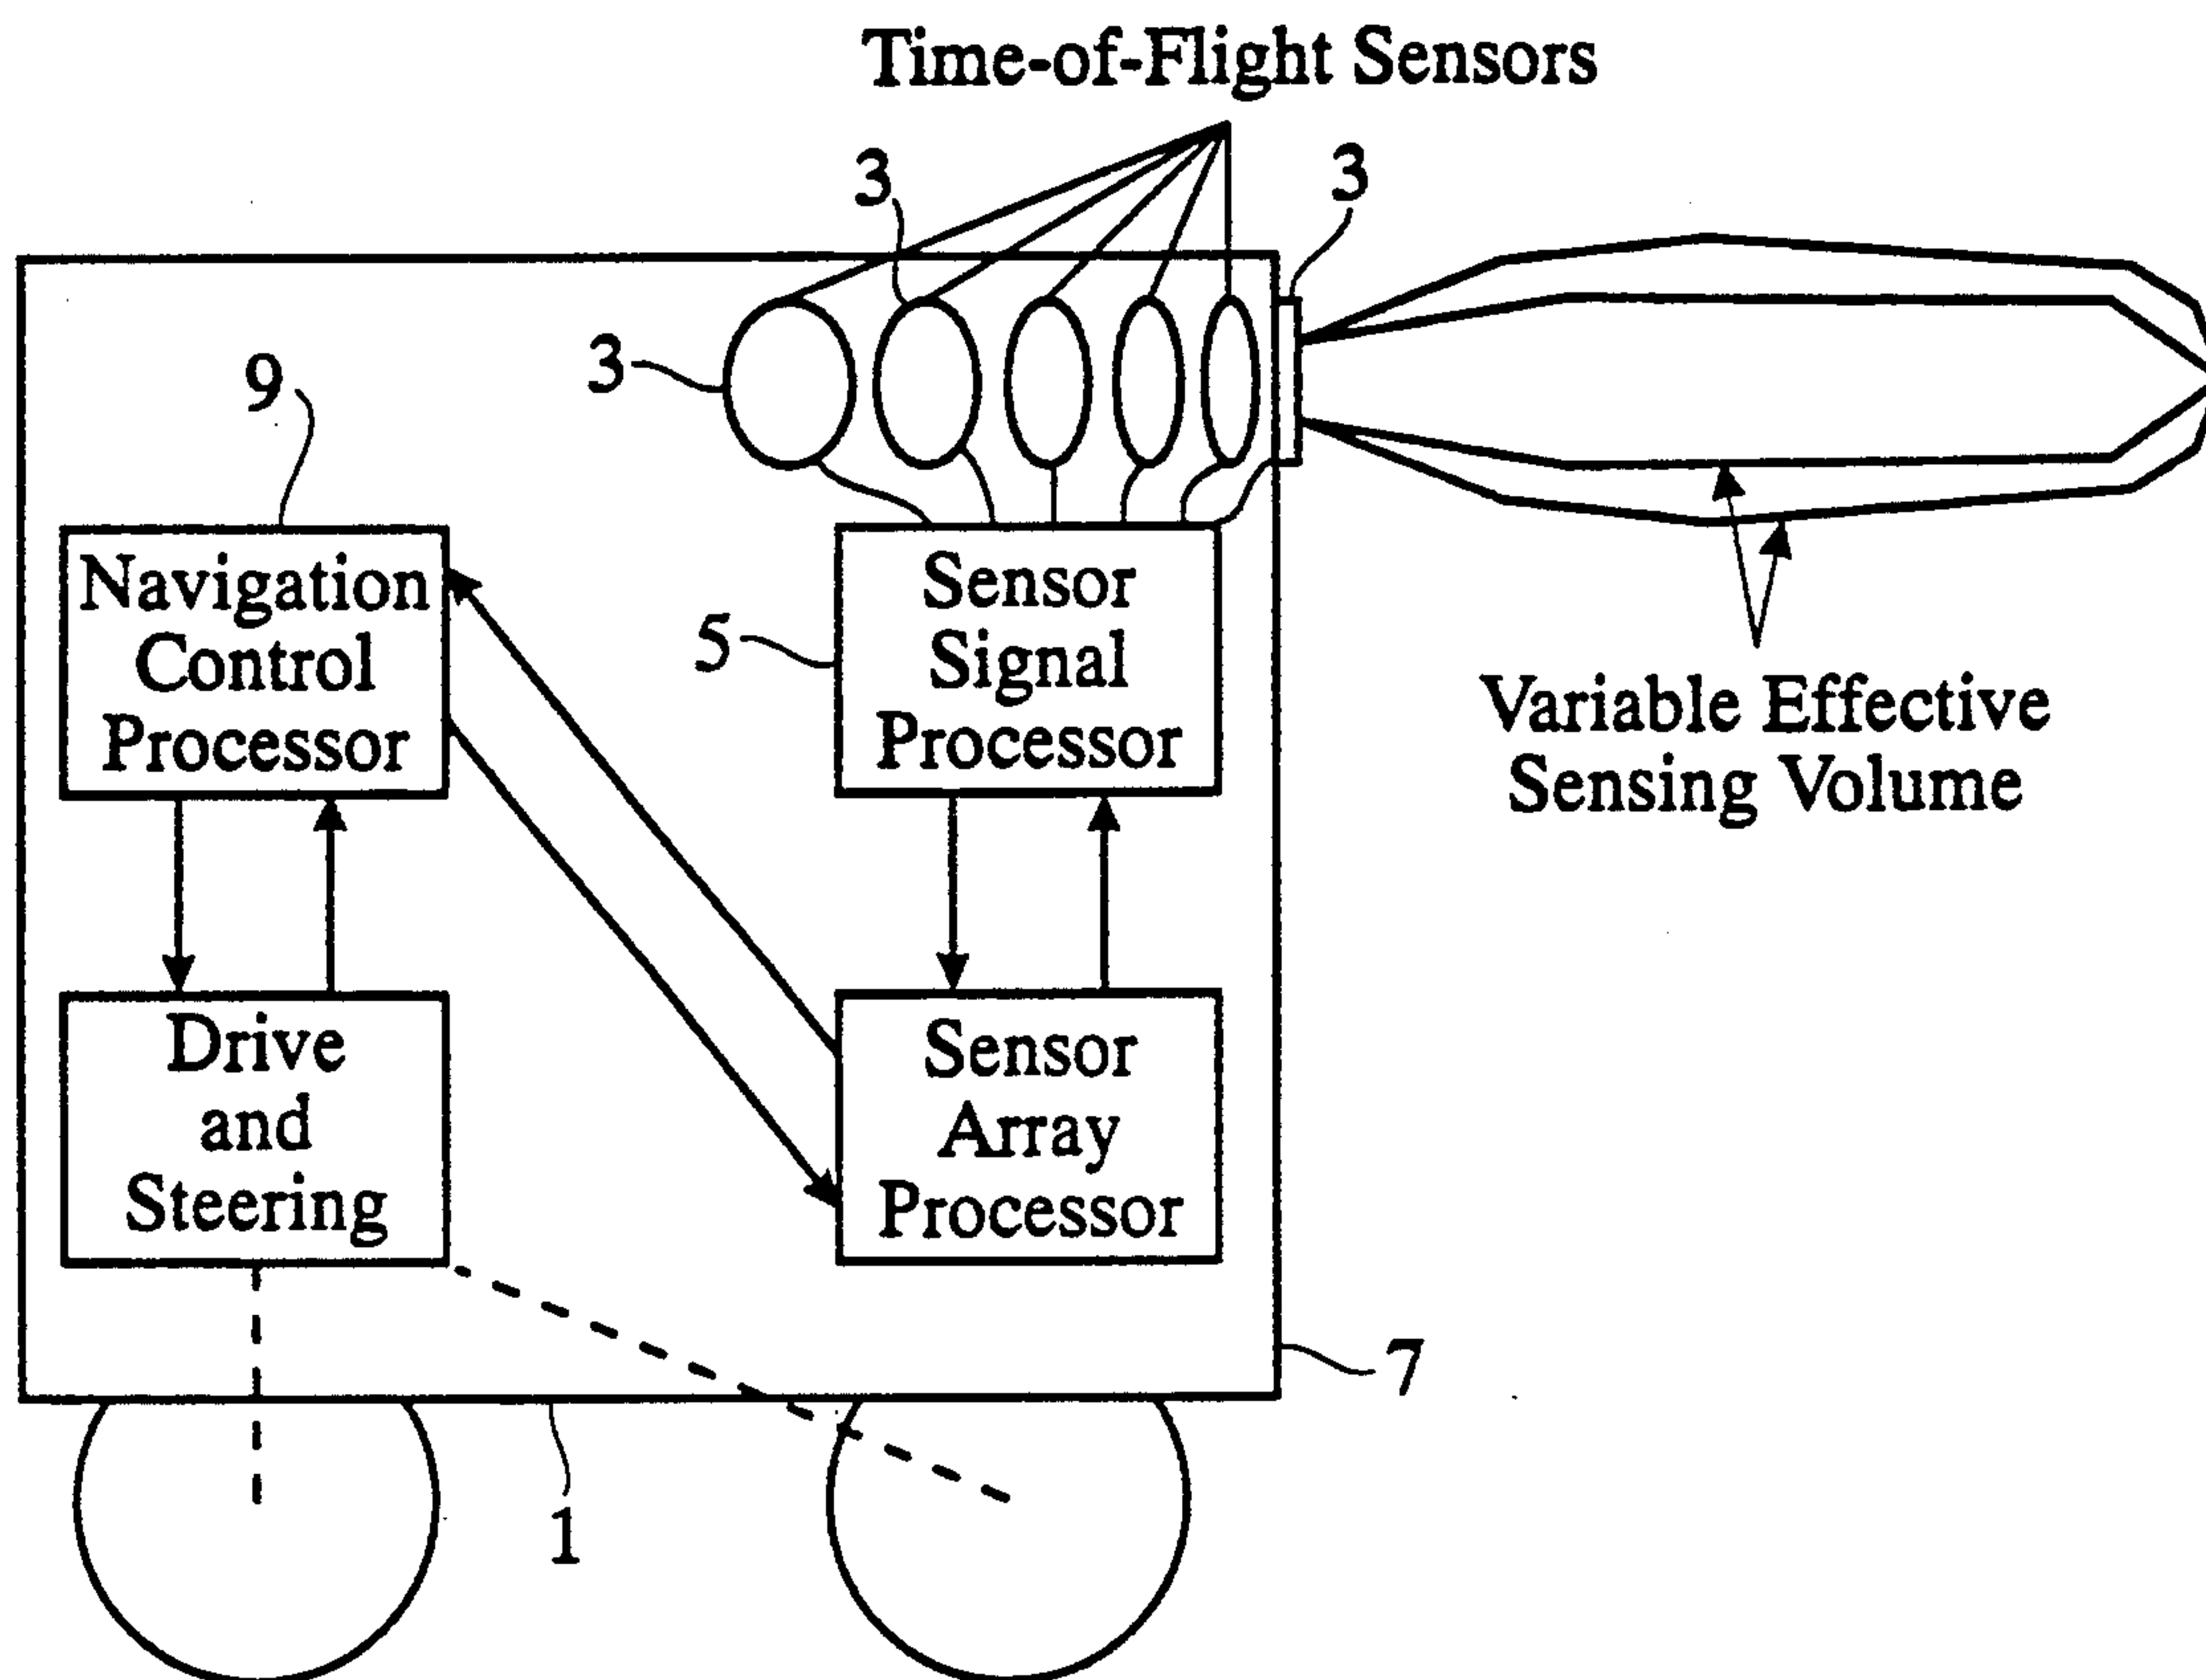 Time-of-Flight Sensors
3
3
3
9
Navigation
Control
Processor
5
Sensor
Signal
Processor
Variable Effective
Sensing Volume
Drive
and
Steering
Sensor
Array
Processor
7
1